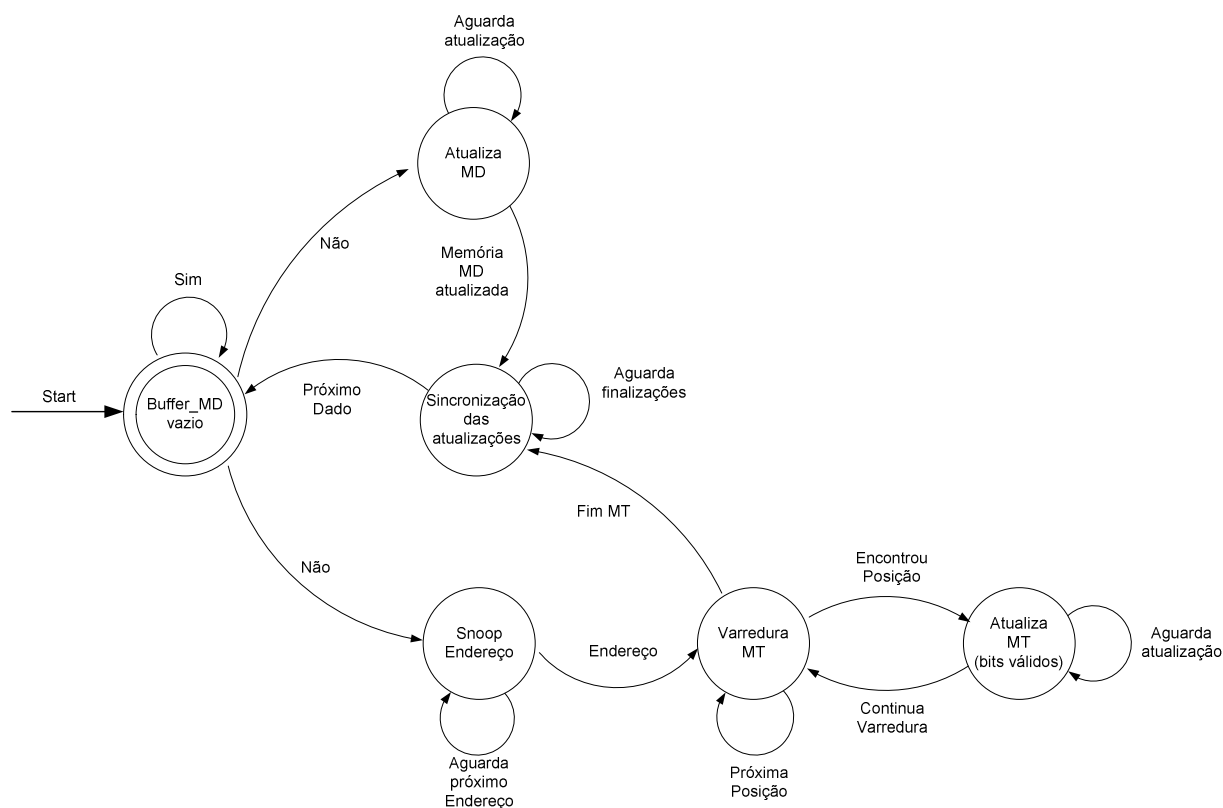 Aguarda
atualização
Atualiza
MD
Não
Memória
MD
atualizada
Sim
Start
Buffer_MD
vazio
Próximo
Dado
Sincronização
das
atualizações
Aguarda
finalizações
Fim MT
Não
Encontrou
Posição
Snoop
Endereço
Endereço
Varredura
MT
Atualiza
MT
(bits válidos)
Aguarda
atualização
Continua
Varredura
Aguarda
próximo
Endereço
Próxima
Posição